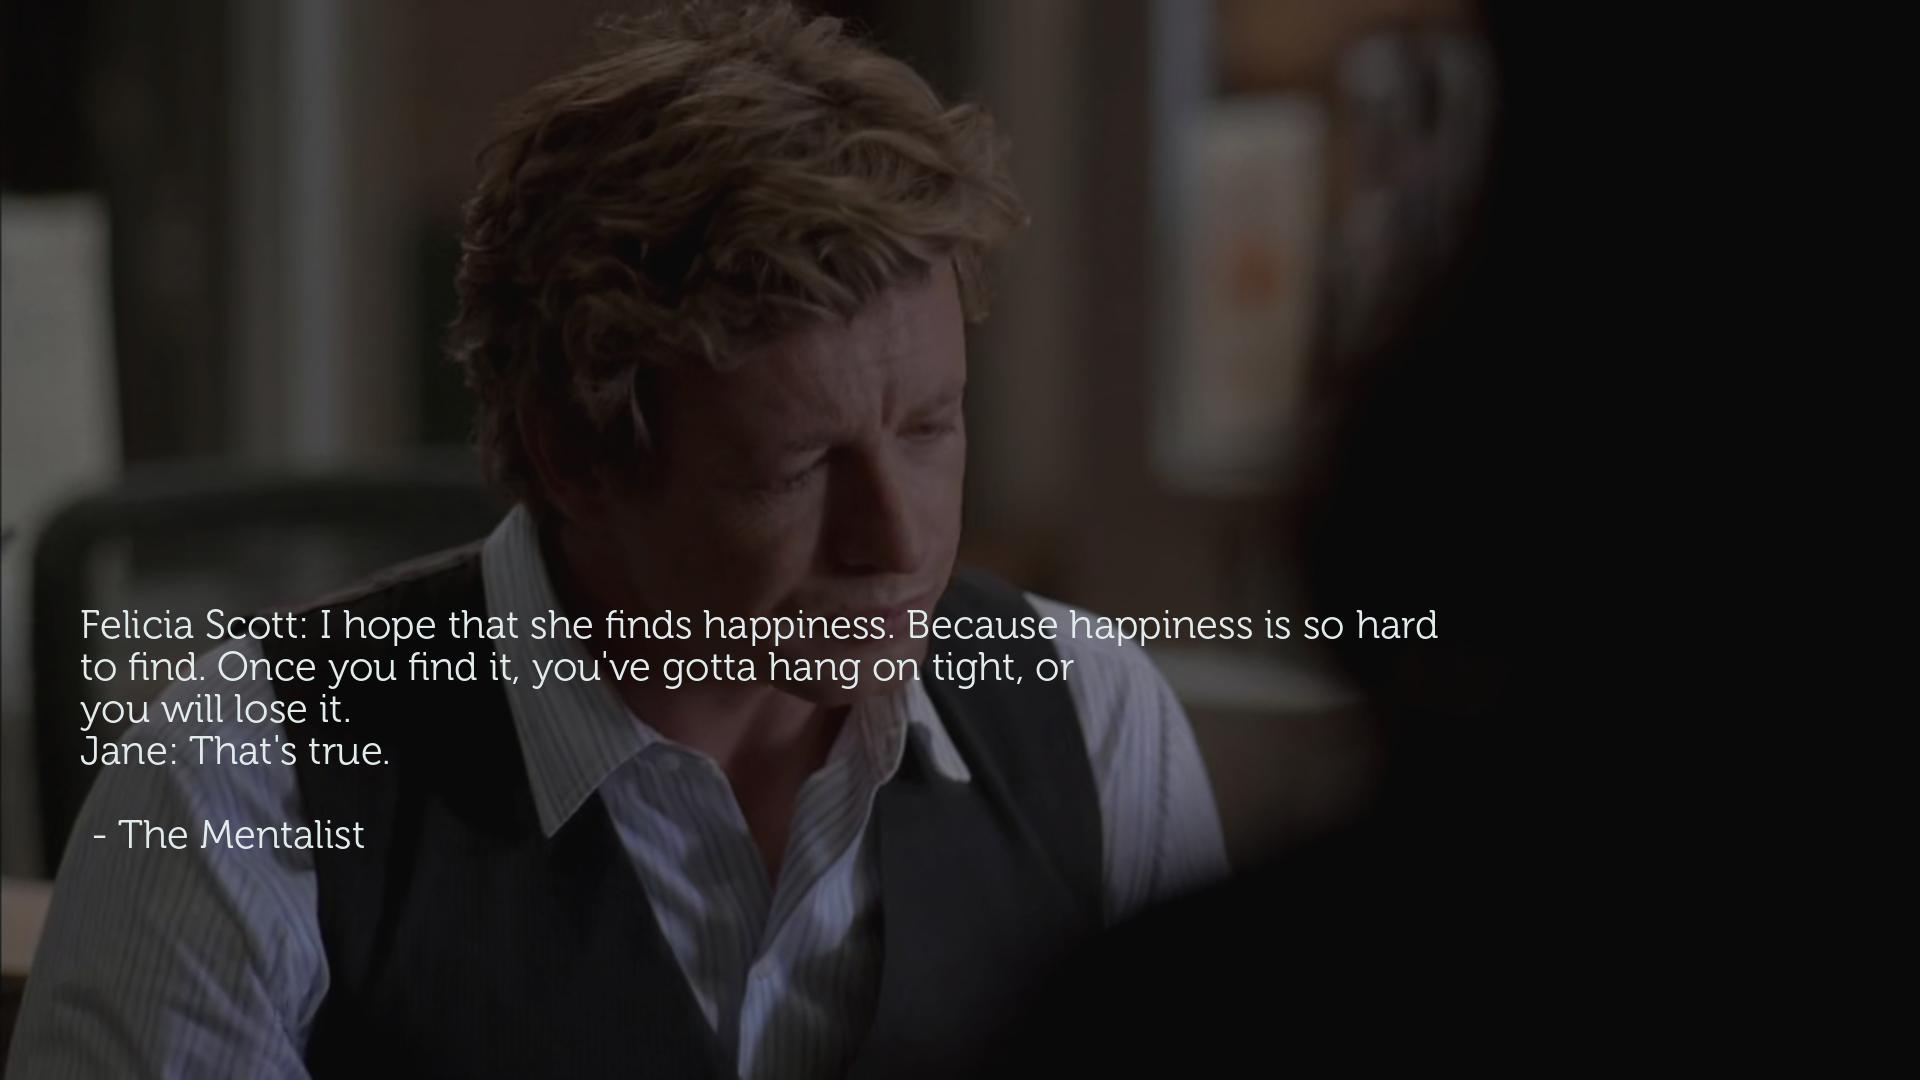 Felicia Scott: I hope that she finds happiness. Because happiness is so hard
to find. Once you find it, you've gotta hang on tight, or
you will lose it.
Jane: That's true.
- The Mentalist